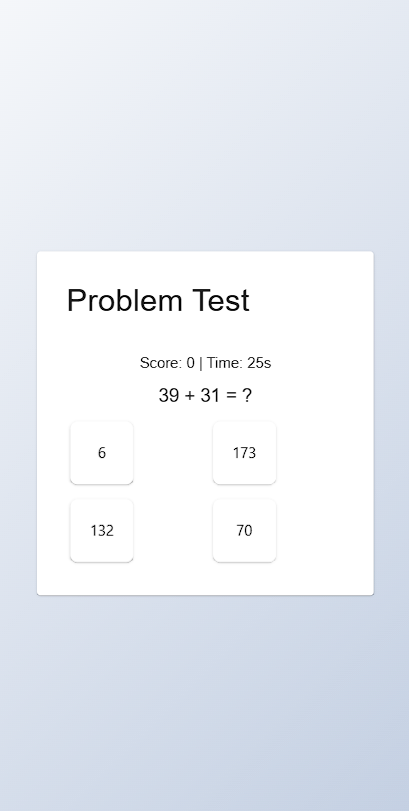 Problem Test
Score: 0 | Time: 25s
39 + 31 = ?
6
173
132
70